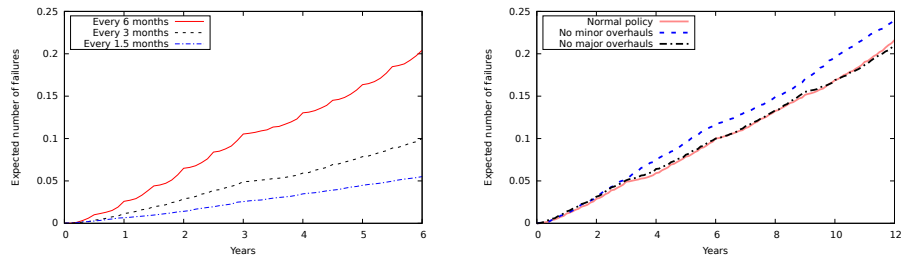 Every 6 months
Every 3 months
Every 1.5 months
Expected number of failures
0.25
0.2
0.15
0.1
0.05
0
0 1 2 3 4 5 6
Years
Normal policy
No minor overhauls
No major overhauls
Expected number of failures
0.25
0.2
0.15
0.1
0.05
0
0 2 4 6 8 10 12
Years